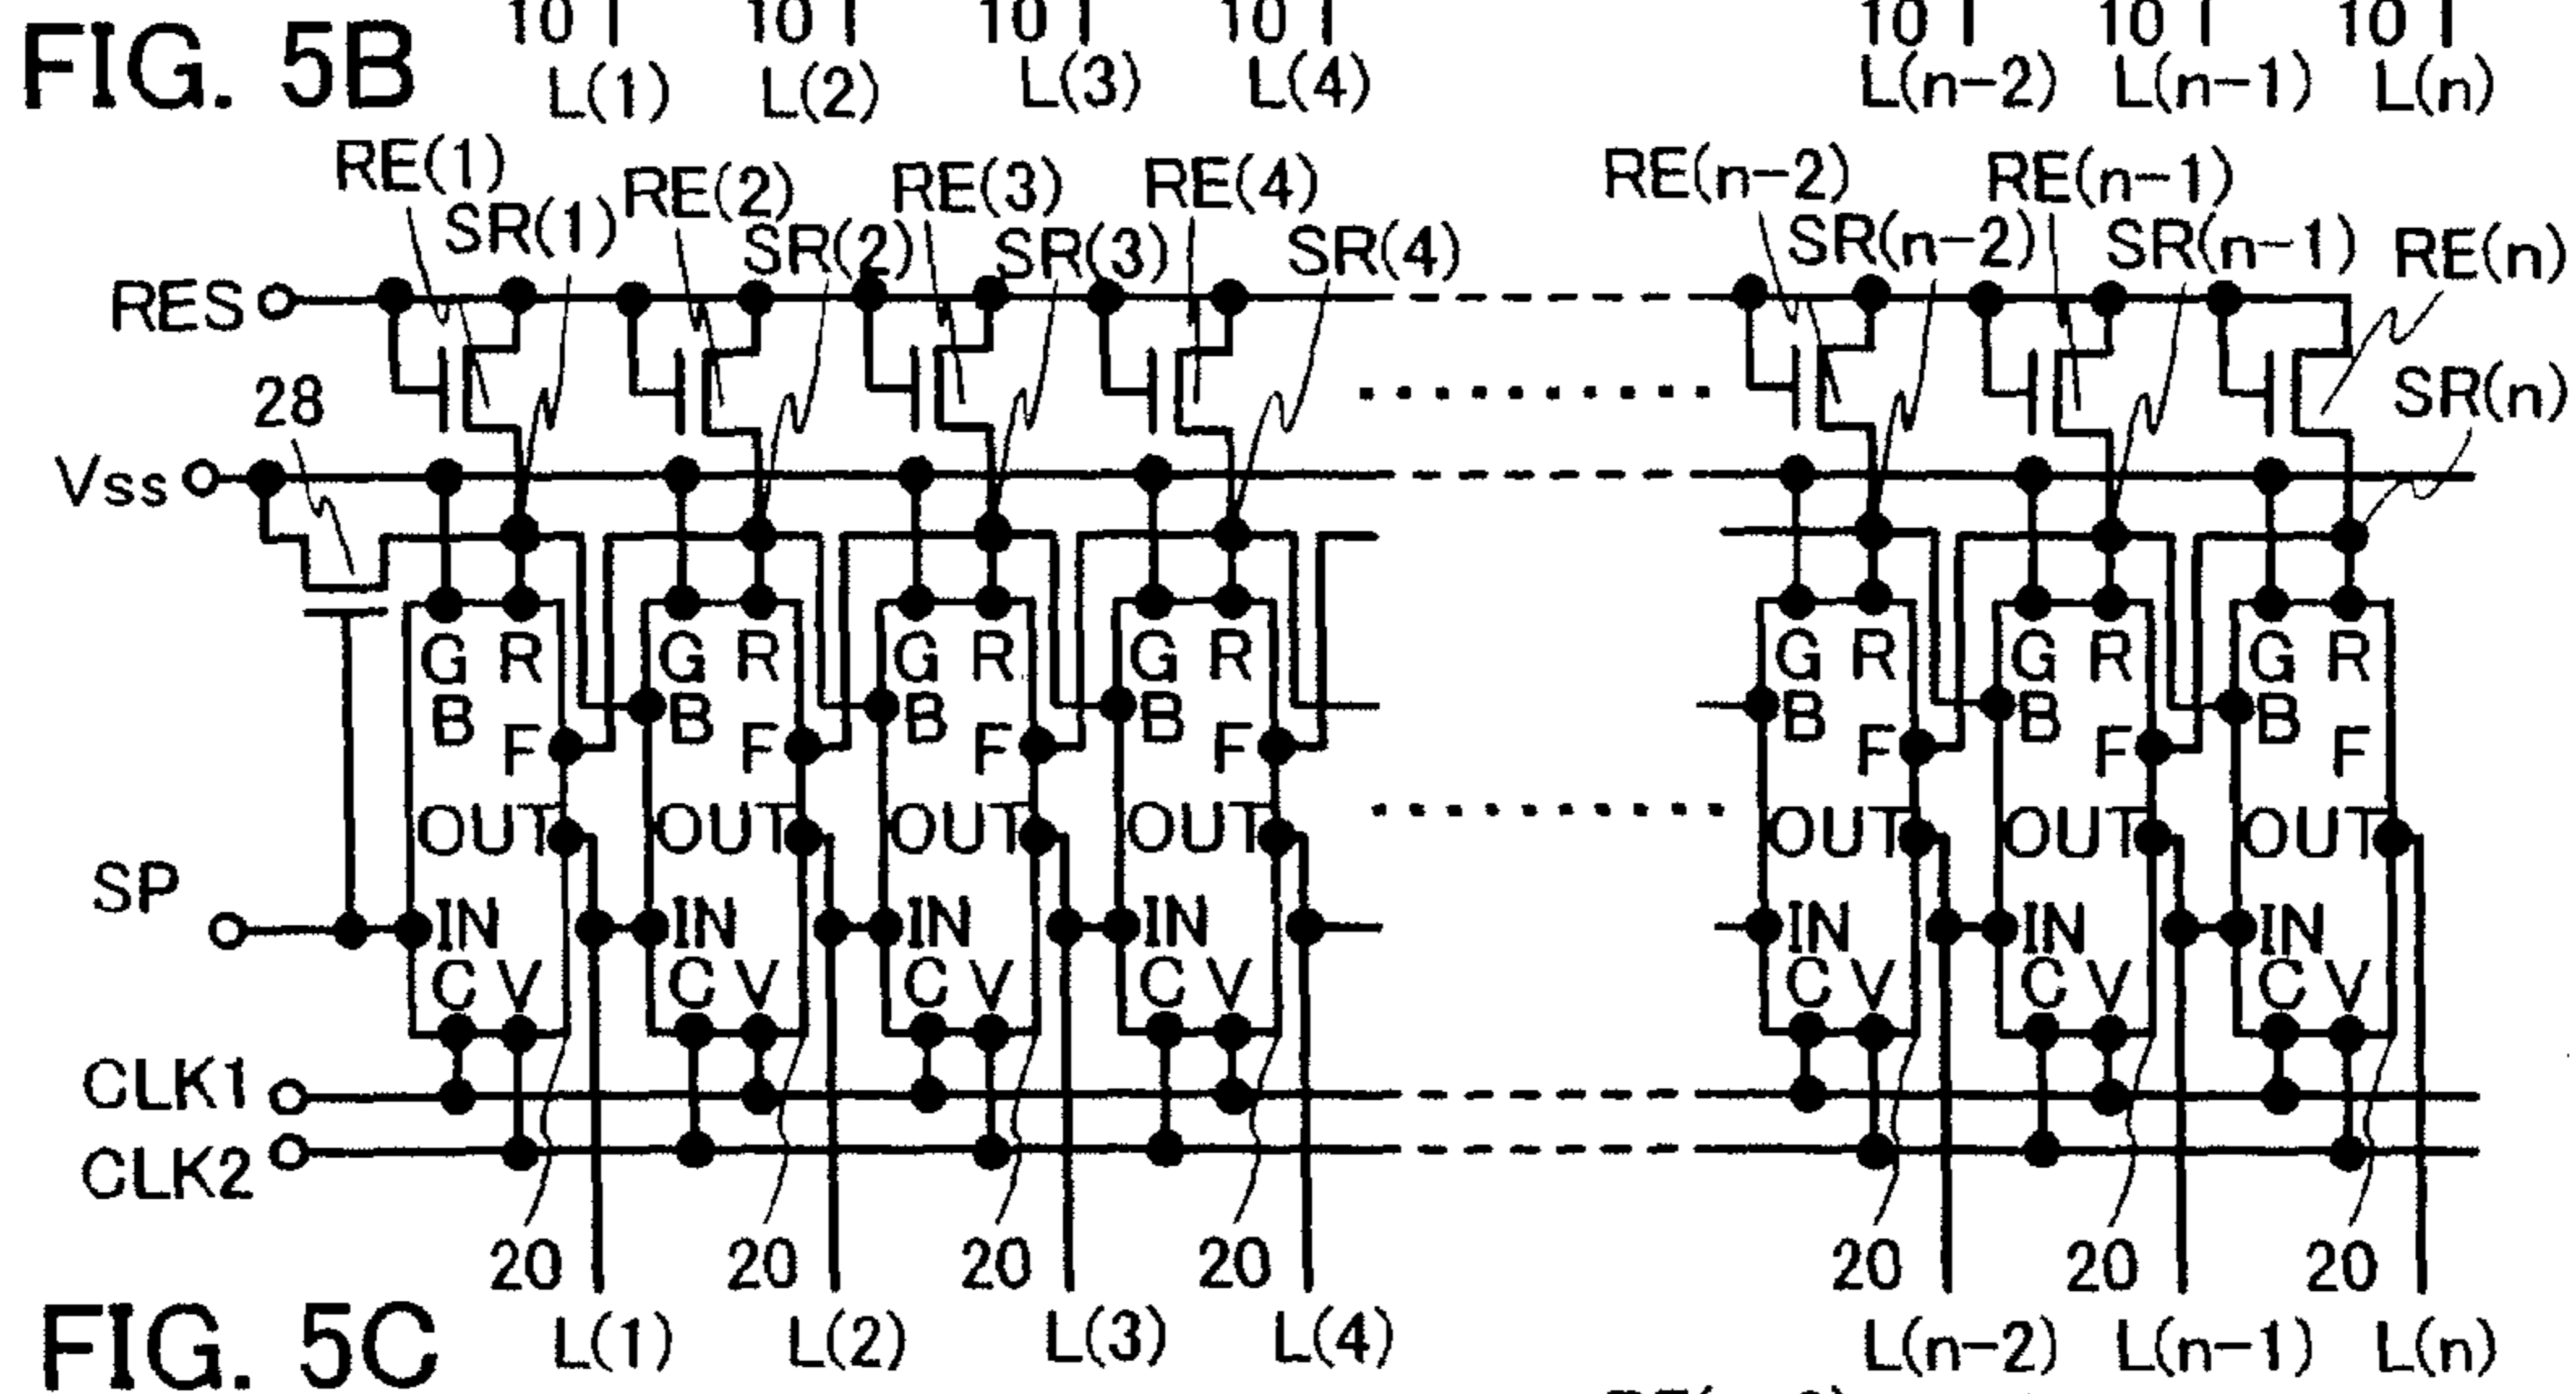 10 10 10 10 10 10 10
FIG. 5B L(1) L(2) L(3) L(4) L(n-2) L(n-1) L(n)
RE(1) RE(2) RE(3) RE(4) RE(n-2) RE(n-1) RE(n)
SR(1) SR(2) SR(3) SR(4) SR(n-2) SR(n-1)
RES
SR(n)
28
Vss
G R G R G R G R G R G R G R
B B B B B B B
F F F F F F F
OUT OUT OUT OUT OUT OUT OUT
SP
IN IN IN IN IN IN IN
C V C V C V C V C V C V C V
CLK1
CLK2
20 20 20 20 20 20 20
FIG. 5C L(1) L(2) L(3) L(4) L(n-2) L(n-1) L(n)